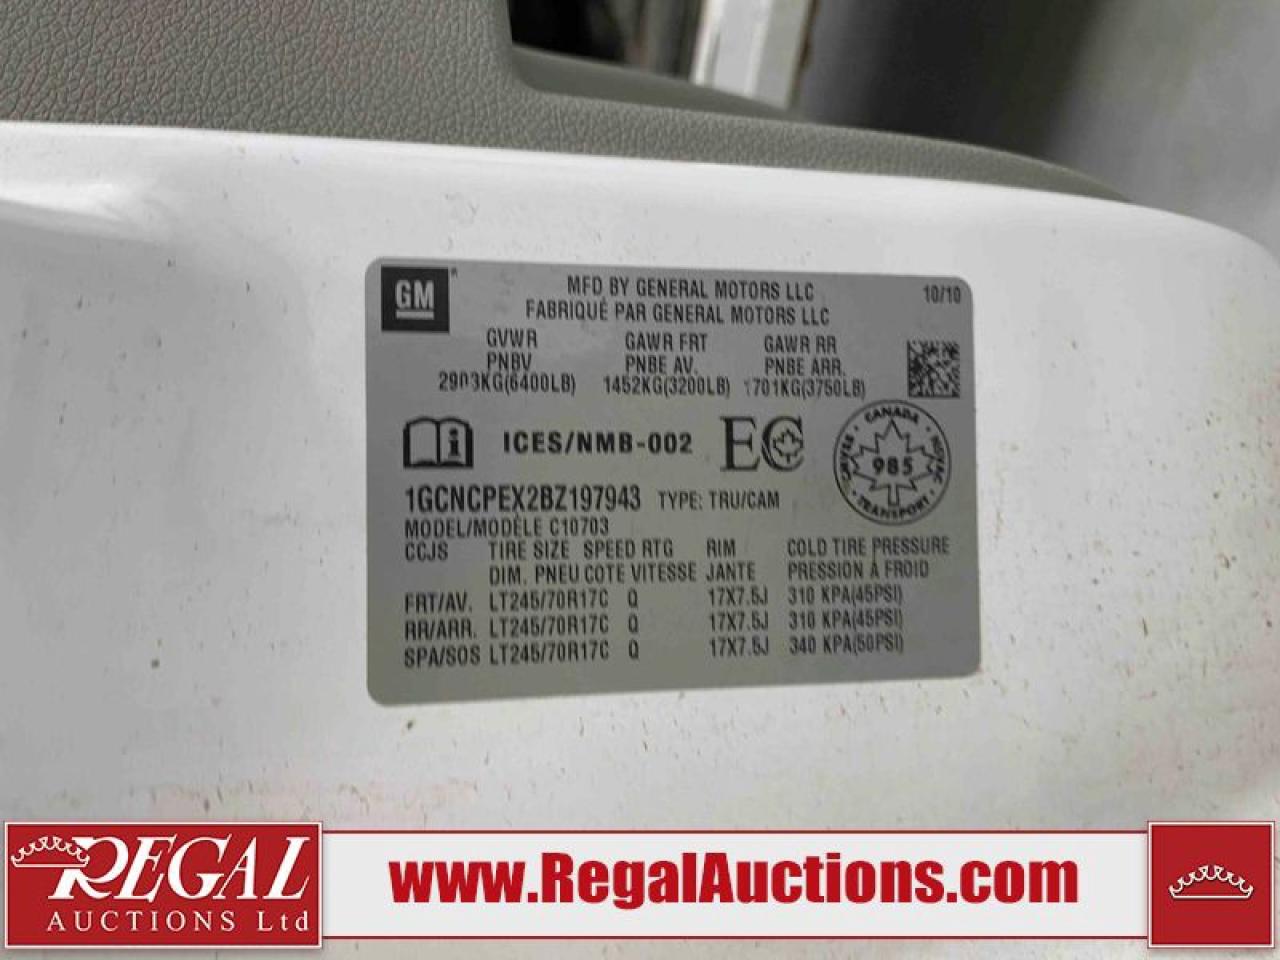 GM
MFD BY GENERAL MOTORS LLC 10/10
FABRIQUÉ PAR GENERAL MOTORS LLC
GVWR GAWR FRT GAWR RR
PNBV PNBE AV. PNBE ARR.
2903KG(6400LB) 1452KG(3200LB) 1701KG(3750LB)
ICES/NMB-002 EC
CANADA
985
TRANSPORT
1GCNCPEX2BZ197943 TYPE: TRU/CAM
MODEL/MODÈLE C10703
CCJS TIRE SIZE SPEED RTG RIM COLD TIRE PRESSURE
DIM. PNEU COTE VITESSE JANTE PRESSION À FROID
FRT/AV. LT245/70R17C Q 17X7.5J 310 KPA(45PSI)
RR/ARR. LT245/70R17C Q 17X7.5J 310 KPA(45PSI)
SPA/SOS LT245/70R17C Q 17X7.5J 340 KPA(50PSI)
REGAL
AUCTIONS Ltd
www.RegalAuctions.com